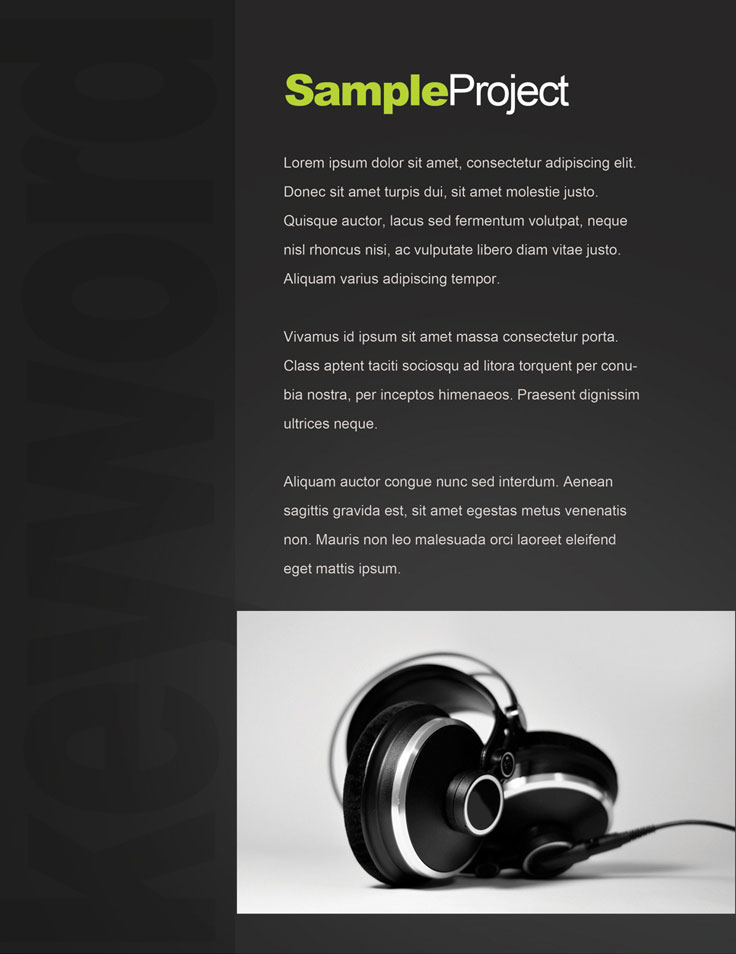 keyword
SampleProject
Lorem ipsum dolor sit amet, consectetur adipiscing elit.
Donec sit amet turpis dui, sit amet molestie justo.
Quisque auctor, lacus sed fermentum volutpat, neque
nisl rhoncus nisi, ac vulputate libero diam vitae justo.
Aliquam varius adipiscing tempor.
Vivamus id ipsum sit amet massa consectetur porta.
Class aptent taciti sociosqu ad litora torquent per conu-
bia nostra, per inceptos himenaeos. Praesent dignissim
ultrices neque.
Aliquam auctor congue nunc sed interdum. Aenean
sagittis gravida est, sit amet egestas metus venenatis
non. Mauris non leo malesuada orci laoreet eleifend
eget mattis ipsum.